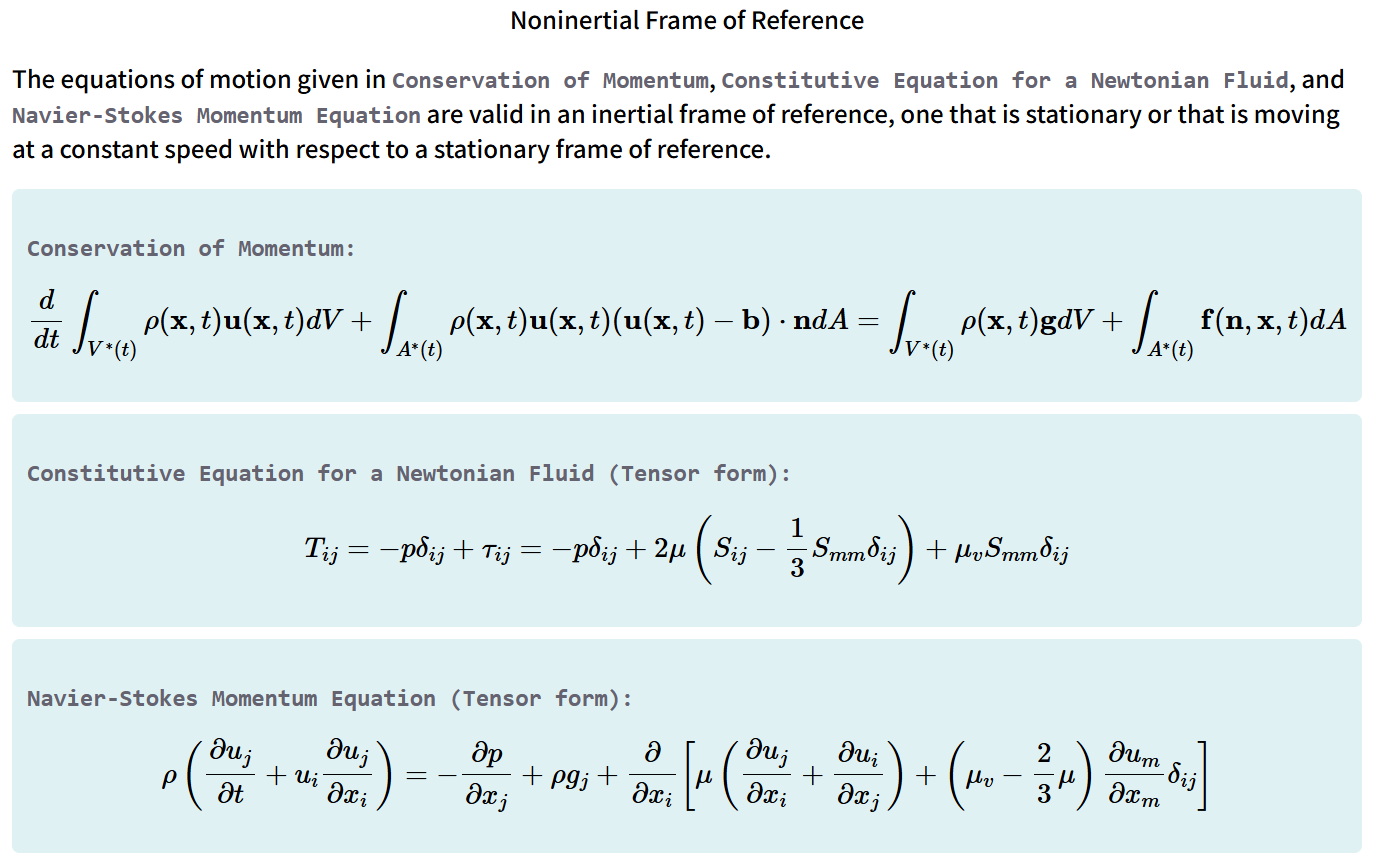 Noninertial Frame of Reference
The equations of motion given in Conservation of Momentum, Constitutive Equation for a Newtonian Fluid, and
Navier-Stokes Momentum Equation are valid in an inertial frame of reference, one that is stationary or that is moving
at a constant speed with respect to a stationary frame of reference.
Conservation of Momentum:
$$\frac{d}{dt}\int_{V^*(t)} \rho(\mathbf{x},t)\mathbf{u}(\mathbf{x},t)dV + \int_{A^*(t)} \rho(\mathbf{x},t)\mathbf{u}(\mathbf{x},t)(\mathbf{u}(\mathbf{x},t) - \mathbf{b})\cdot\mathbf{n}dA = \int_{V^*(t)} \rho(\mathbf{x},t)\mathbf{g}dV + \int_{A^*(t)} \mathbf{f}(\mathbf{n},\mathbf{x},t)dA$$
Constitutive Equation for a Newtonian Fluid (Tensor form):
$$T_{ij} = -p\delta_{ij} + \tau_{ij} = -p\delta_{ij} + 2\mu\left(S_{ij} - \frac{1}{3}S_{mm}\delta_{ij}\right) + \mu_v S_{mm}\delta_{ij}$$
Navier-Stokes Momentum Equation (Tensor form):
$$\rho\left(\frac{\partial u_j}{\partial t} + u_i\frac{\partial u_j}{\partial x_i}\right) = -\frac{\partial p}{\partial x_j} + \rho g_j + \frac{\partial}{\partial x_i}\left[\mu\left(\frac{\partial u_j}{\partial x_i} + \frac{\partial u_i}{\partial x_j}\right) + \left(\mu_v - \frac{2}{3}\mu\right)\frac{\partial u_m}{\partial x_m}\delta_{ij}\right]$$